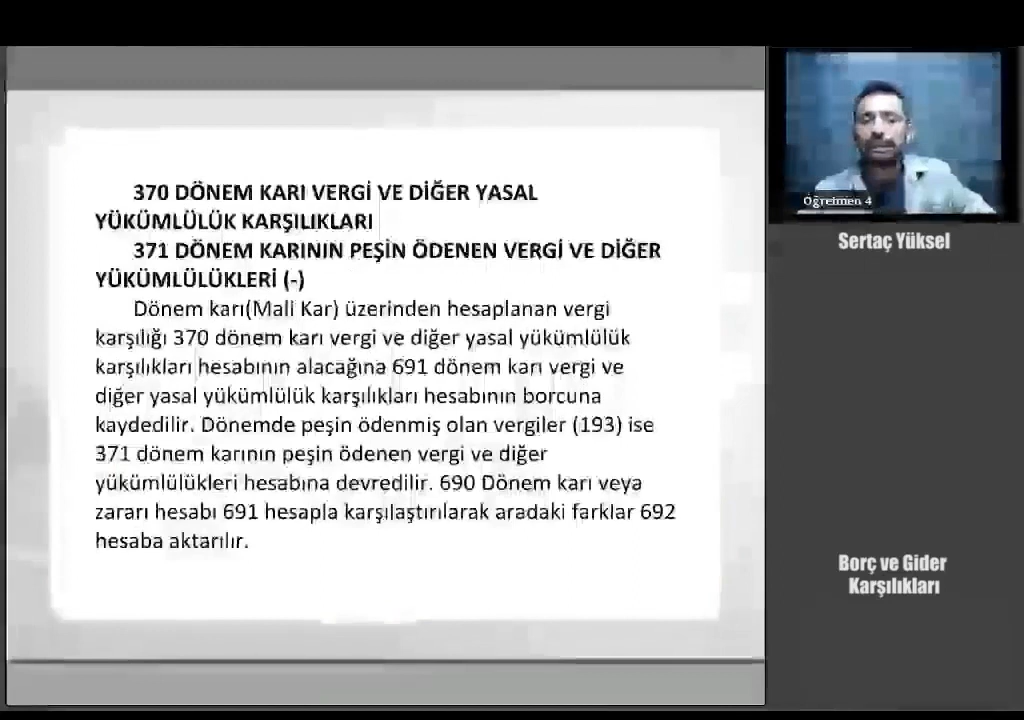 370 DÖNEM KARI VERGİ VE DİĞER YASAL
YÜKÜMLÜLÜK KARŞILIKLARI
371 DÖNEM KARININ PEŞİN ÖDENEN VERGİ VE DİĞER
YÜKÜMLÜLÜKLERİ (-)
Dönem karı(Mali Kar) üzerinden hesaplanan vergi
karşılığı 370 dönem karı vergi ve diğer yasal yükümlülük
karşılıkları hesabının alacağına 691 dönem karı vergi ve
diğer yasal yükümlülük karşılıkları hesabının borcuna
kaydedilir. Dönemde peşin ödenmiş olan vergiler (193) ise
371 dönem karının peşin ödenen vergi ve diğer
yükümlülükleri hesabına devredilir. 690 Dönem karı veya
zararı hesabı 691 hesapla karşılaştırılarak aradaki farklar 692
hesaba aktarılır.
Öğretmen 4
Sertaç Yüksel
Borç ve Gider
Karşılıkları